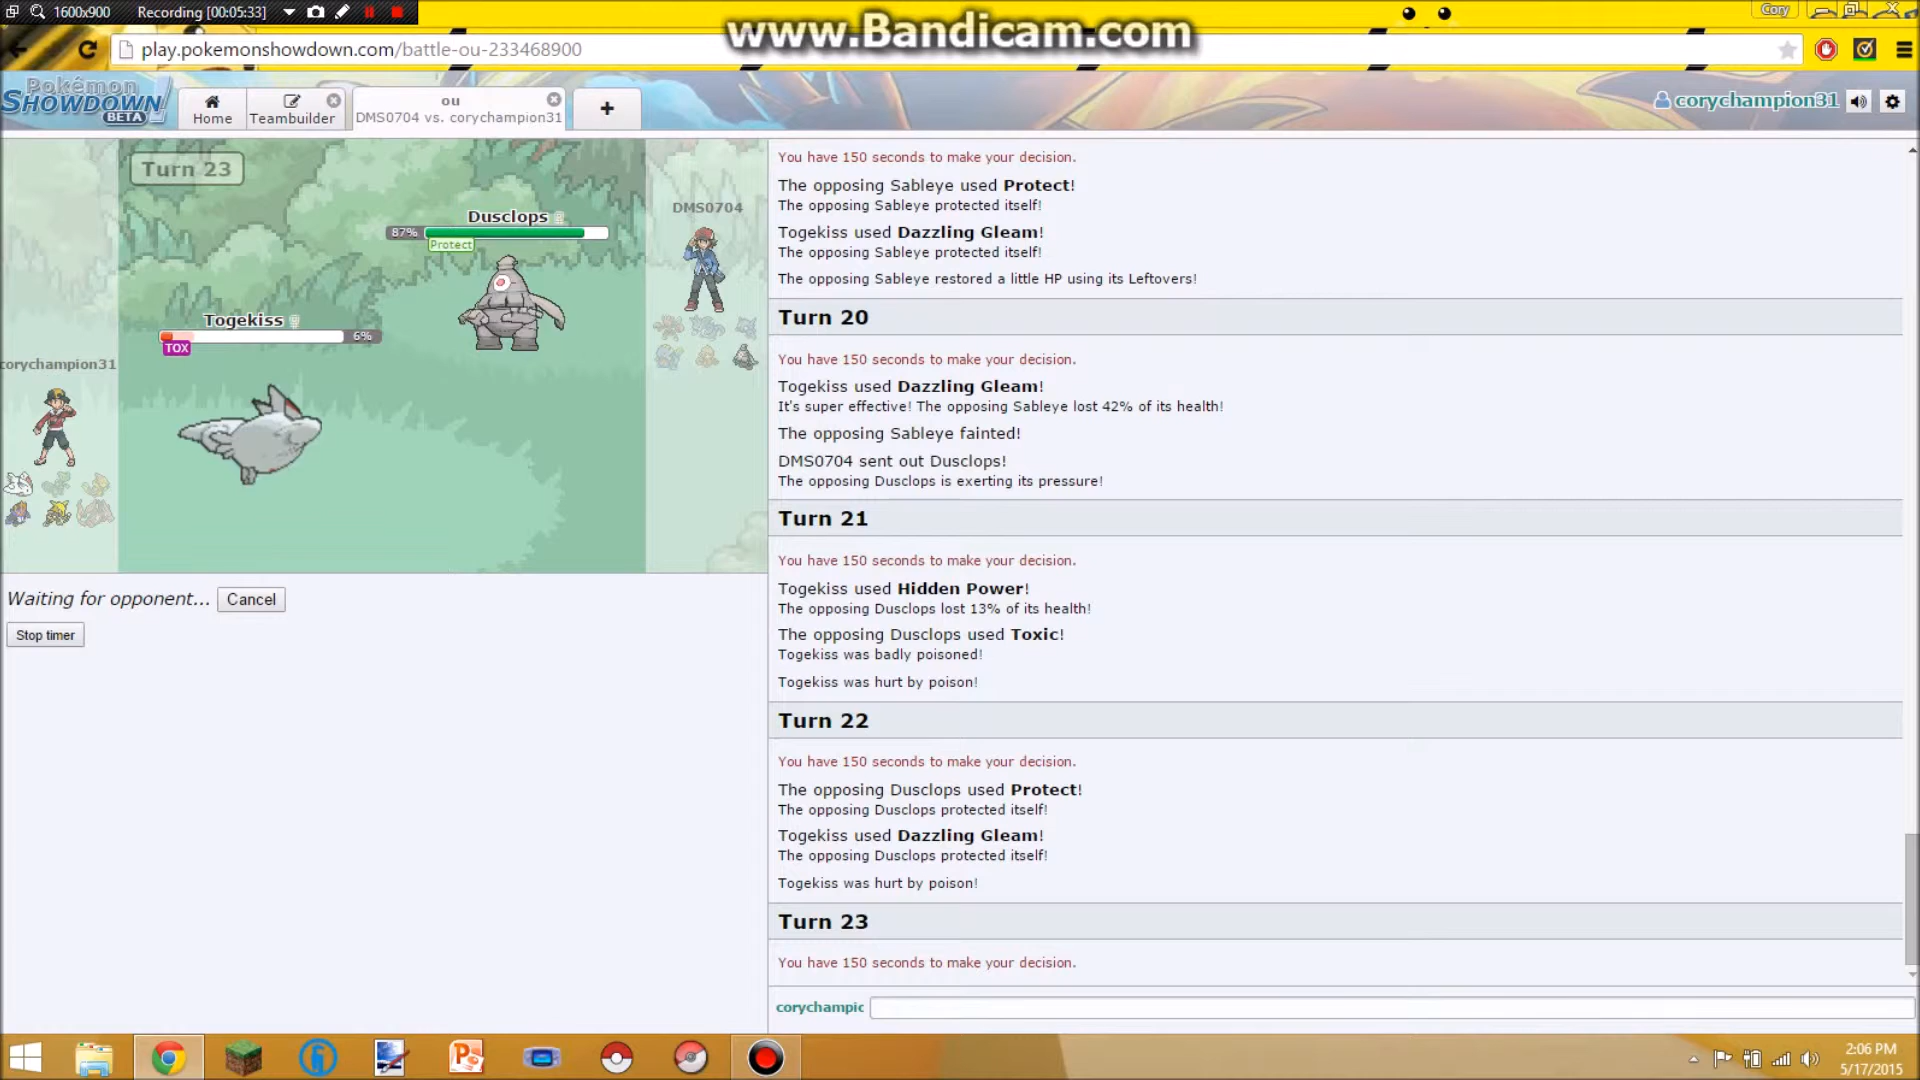 1600x900
Recording [00:05:33]
www.Bandicam.com
Cory
play.pokemonshowdown.com/battle-ou-233468900
Pokémon
SHOWDOWN
BETA
Home
Teambuilder
ou
DMS0704 vs. corychampion31
+
corychampion31
Turn 23
Dusclops
87%
Protect
DMS0704
Togekiss
6%
TOX
corychampion31
Waiting for opponent...
Cancel
Stop timer
You have 150 seconds to make your decision.
The opposing Sableye used Protect!
The opposing Sableye protected itself!
Togekiss used Dazzling Gleam!
The opposing Sableye protected itself!
The opposing Sableye restored a little HP using its Leftovers!
Turn 20
You have 150 seconds to make your decision.
Togekiss used Dazzling Gleam!
It's super effective! The opposing Sableye lost 42% of its health!
The opposing Sableye fainted!
DMS0704 sent out Dusclops!
The opposing Dusclops is exerting its pressure!
Turn 21
You have 150 seconds to make your decision.
Togekiss used Hidden Power!
The opposing Dusclops lost 13% of its health!
The opposing Dusclops used Toxic!
Togekiss was badly poisoned!
Togekiss was hurt by poison!
Turn 22
You have 150 seconds to make your decision.
The opposing Dusclops used Protect!
The opposing Dusclops protected itself!
Togekiss used Dazzling Gleam!
The opposing Dusclops protected itself!
Togekiss was hurt by poison!
Turn 23
You have 150 seconds to make your decision.
corychampic
2:06 PM
5/17/2015